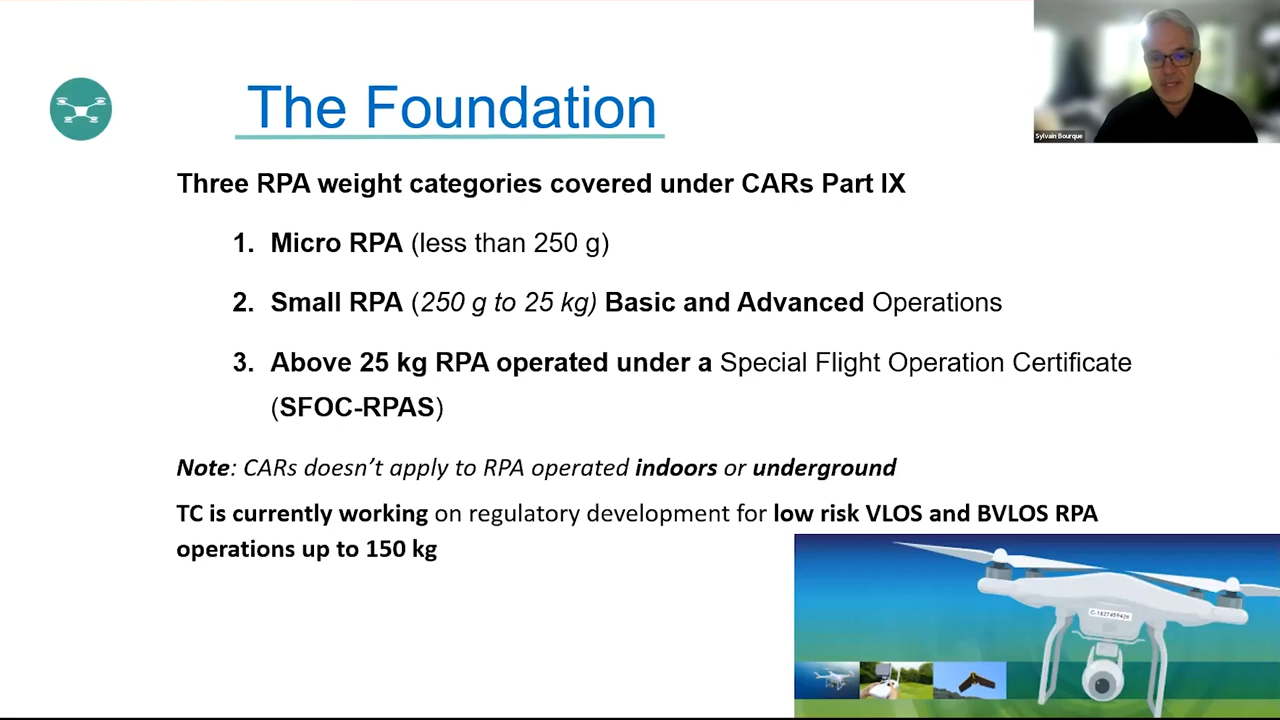 The Foundation
Sylvain Bourque
Three RPA weight categories covered under CARs Part IX
1. Micro RPA (less than 250 g)
2. Small RPA (250 g to 25 kg) Basic and Advanced Operations
3. Above 25 kg RPA operated under a Special Flight Operation Certificate
(SFOC-RPAS)
Note: CARs doesn’t apply to RPA operated indoors or underground
TC is currently working on regulatory development for low risk VLOS and BVLOS RPA
operations up to 150 kg
C-1827459426